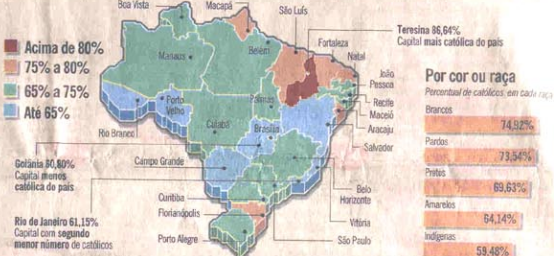 Boa Vista
Macapá
São Luís
Teresina 86,64%
Capital mais católica do país
Fortaleza
Natal
Acima de 80%
75% a 80%
65% a 75%
Até 65%
Manaus
Belém
João
Pessoa
Recife
Maceió
Aracaju
Salvador
Porto
Velho
Palmas
Rio Branco
Cuiabá
Brasília
Goiânia 50,80%
Capital menos
católica do país
Campo Grande
Belo
Horizonte
Curitiba
Vitória
Florianópolis
Rio de Janeiro 61,15%
Capital com segundo
menor número de católicos
Porto Alegre
São Paulo
Por cor ou raça
Percentual de católicos, em cada raça
Brancos
74,92%
Pardos
73,54%
Pretos
69,63%
Amarelos
64,14%
Indígenas
59,48%